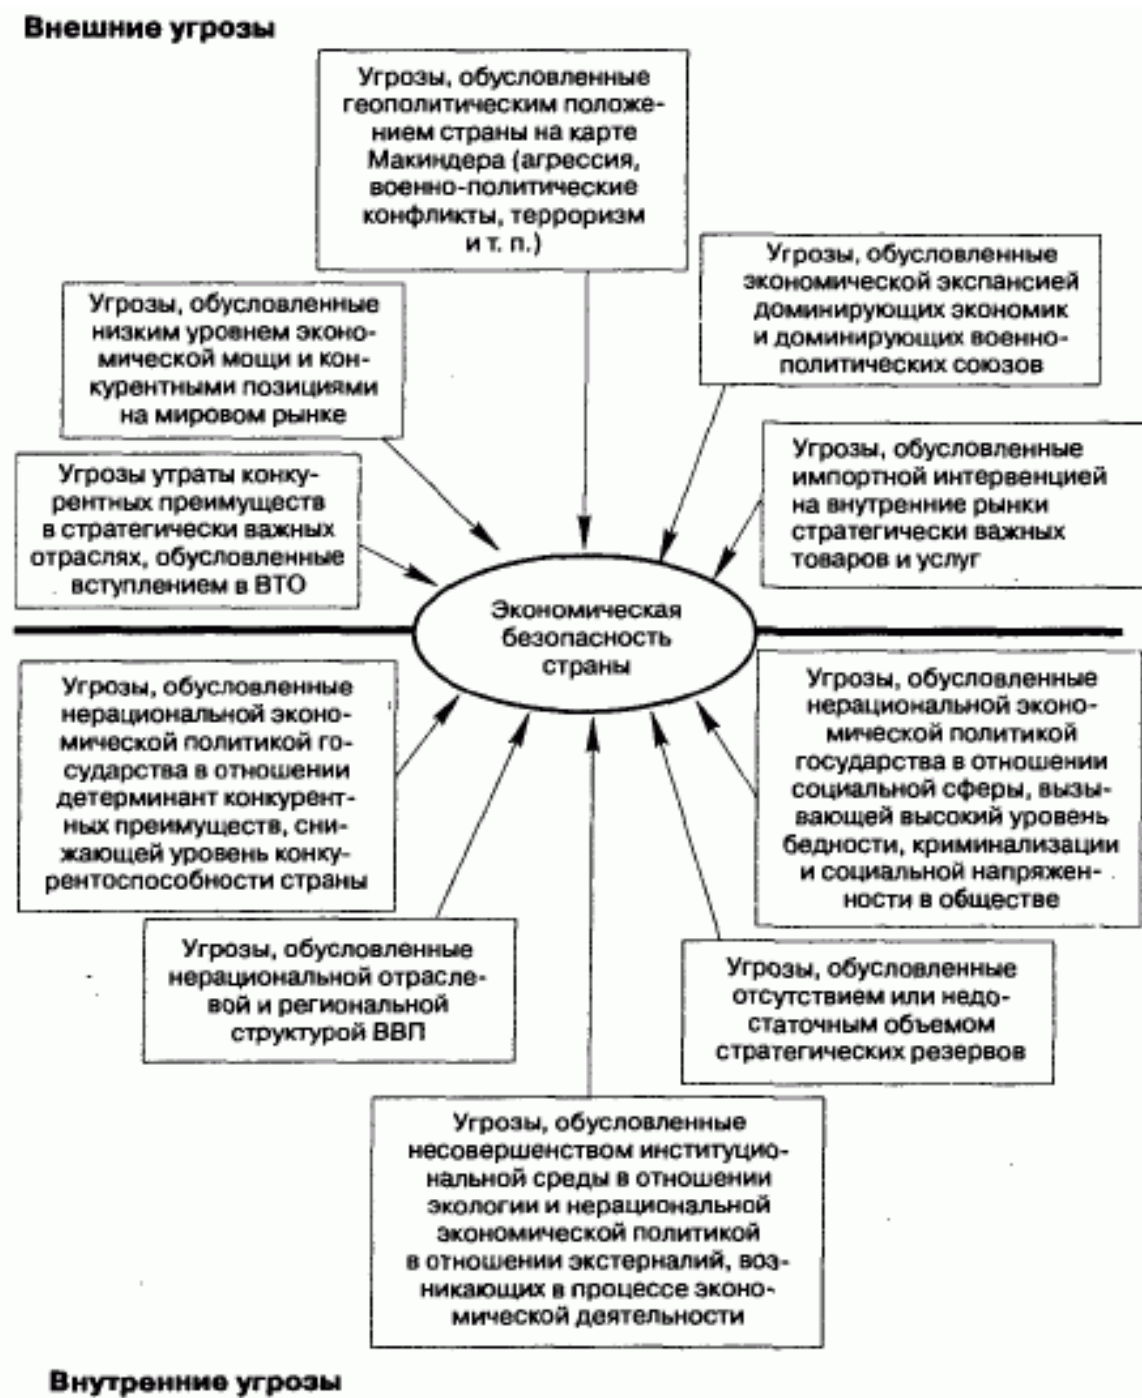 Внешние угрозы
Угрозы, обусловленные
геополитическим положе-
нием страны на карте
Макиндера (агрессия,
военно-политические
конфликты, терроризм
и т. п.)
Угрозы, обусловленные
экономической экспансией
доминирующих экономик
и доминирующих военно-
политических союзов
Угрозы, обусловленные
низким уровнем эконо-
мической мощи и кон-
курентными позициями
на мировом рынке
Угрозы, обусловленные
импортной интервенцией
на внутренние рынки
стратегически важных
товаров и услуг
Угрозы утраты конку-
рентных преимуществ
в стратегически важных
отраслях, обусловленные
вступлением в ВТО
Экономическая
безопасность
страны
Угрозы, обусловленные
нерациональной эконо-
мической политикой го-
сударства в отношении
детерминант конкурент-
ных преимуществ, сни-
жающей уровень конку-
рентоспособности страны
Угрозы, обусловленные
нерациональной эконо-
мической политикой
государства в отношении
социальной сферы, вызы-
вающей высокий уровень
бедности, криминализации
и социальной напряжен-
ности в обществе
Угрозы, обусловленные
нерациональной отрасле-
вой и региональной
структурой ВВП
Угрозы, обусловленные
отсутствием или недо-
статочным объемом
стратегических резервов
Угрозы, обусловленные
несовершенством институцио-
нальной среды в отношении
экологии и нерациональной
экономической политикой
в отношении экстерналий, воз-
никающих в процессе эконо-
мической деятельности
Внутренние угрозы